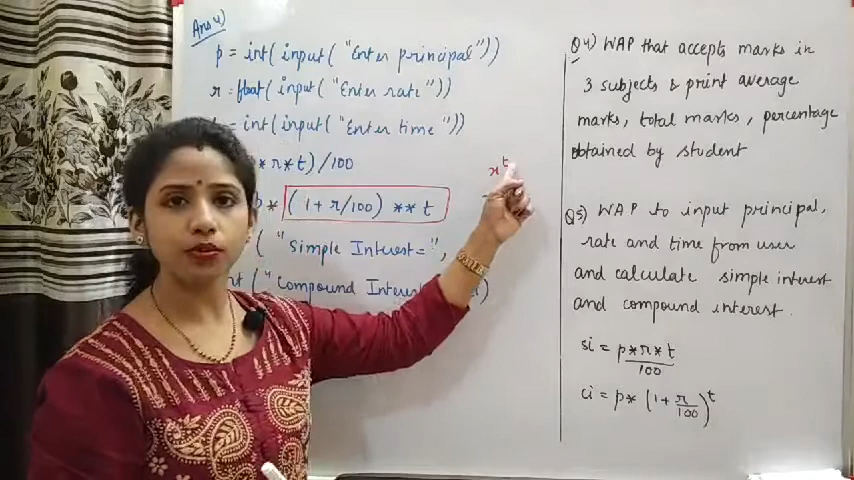 Ans 4)
p = int(input("Enter principal"))
r = float(input("Enter rate"))
= int(input("Enter time"))
* r * t)/100
* (1 + r/100) ** t
( "Simple Interest=",
nt ( "Compound Interest )
x^t
Q4) WAP that accepts marks in
3 subjects & print average
marks, total marks, percentage
obtained by student
Q5) WAP to input principal,
rate and time from user
and calculate simple interest
and compound interest.
si = p*r*t
100
ci = p* (1 + r/100)^t